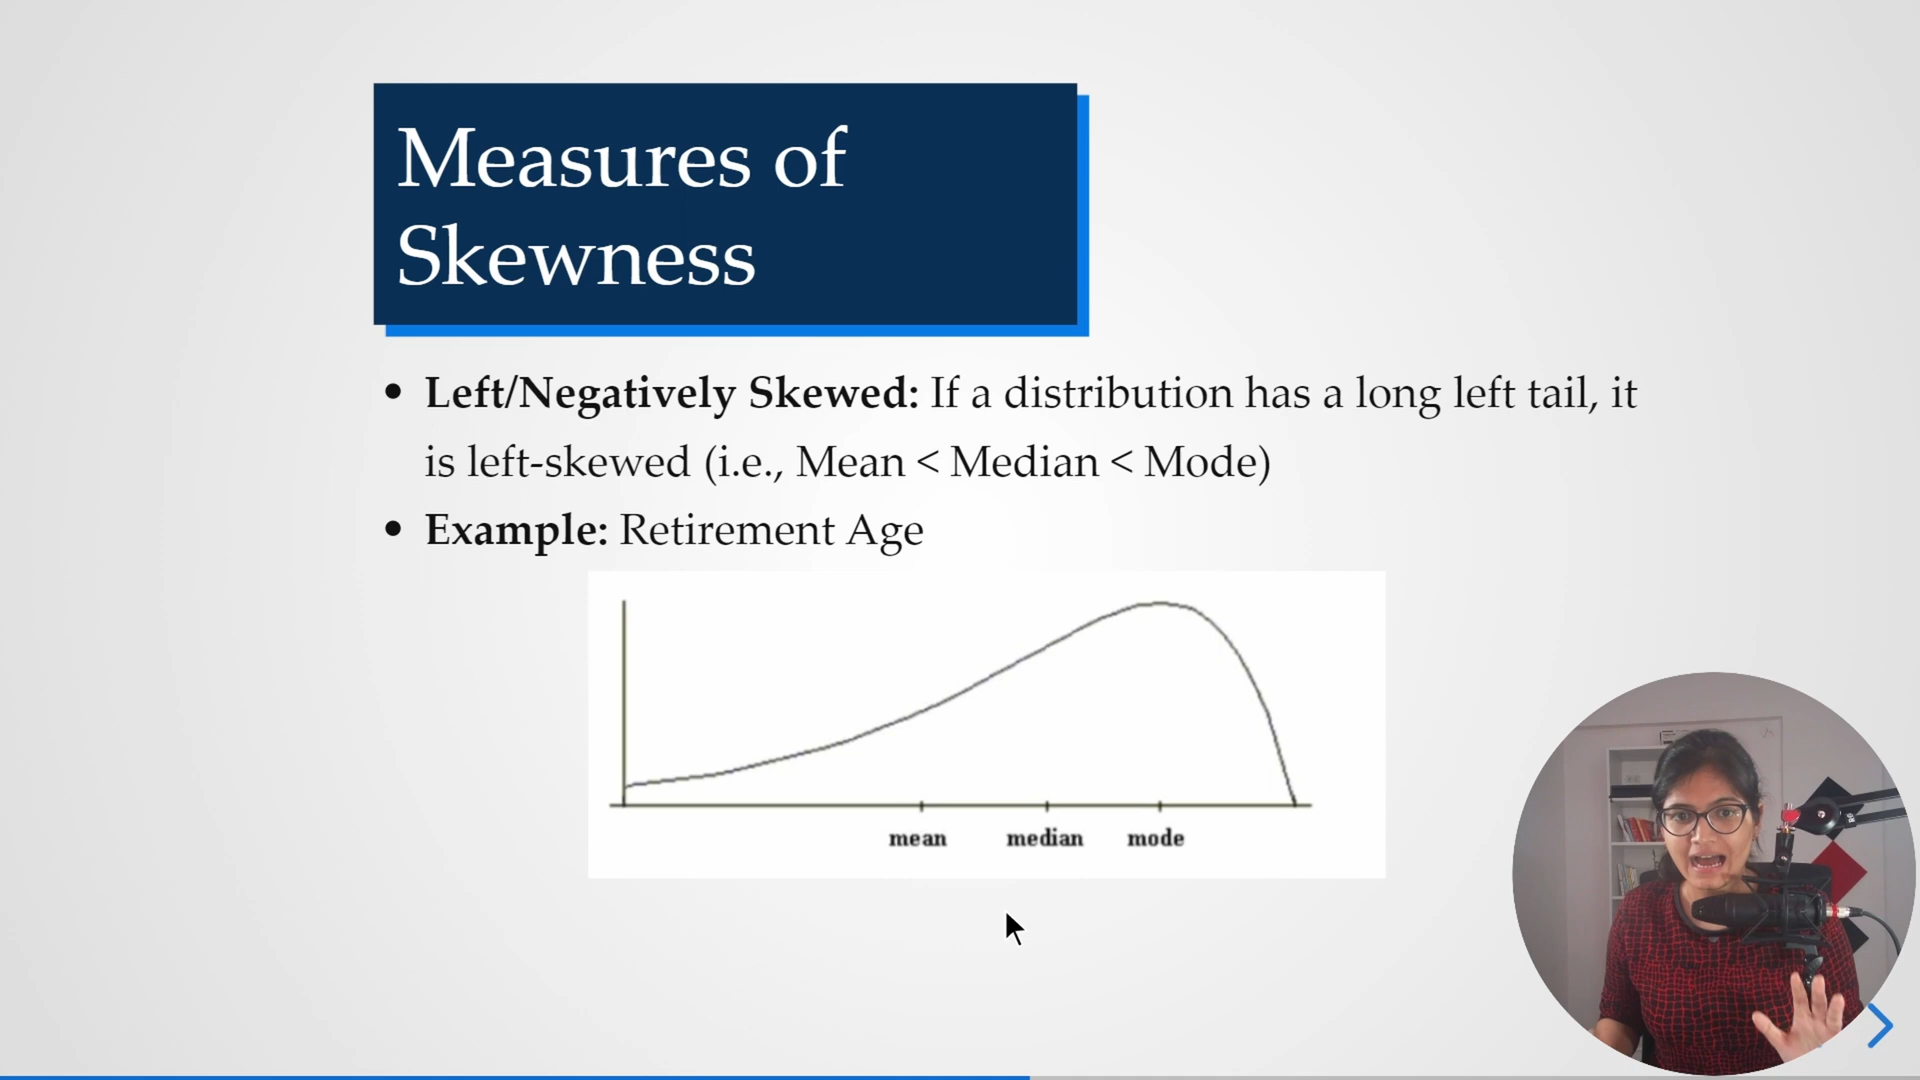 Measures of
Skewness
• Left/Negatively Skewed: If a distribution has a long left tail, it
is left-skewed (i.e., Mean < Median < Mode)
• Example: Retirement Age
mean median mode